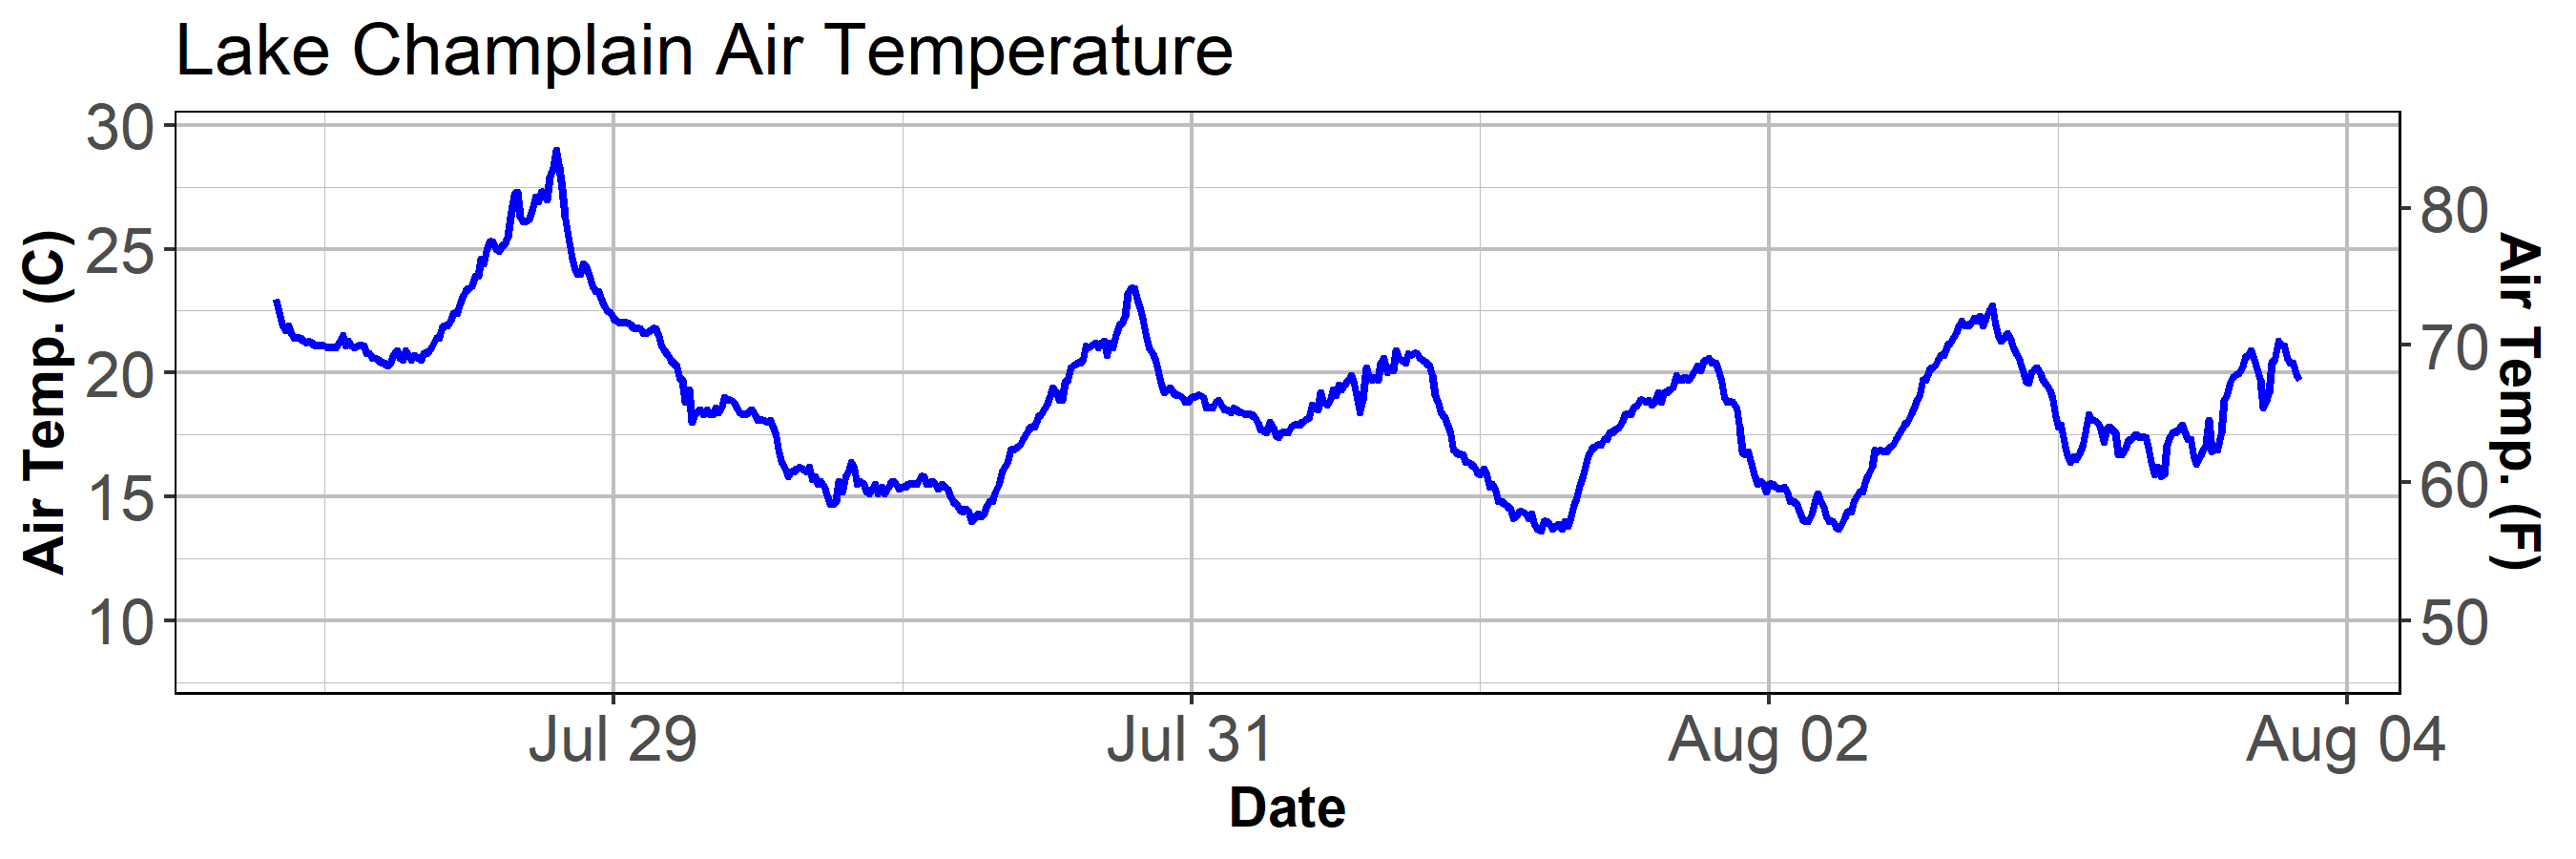 Lake Champlain Air Temperature
30
25
20
15
10
Air Temp. (C)
80
70
60
50
Air Temp. (F)
Jul 29
Jul 31
Aug 02
Aug 04
Date